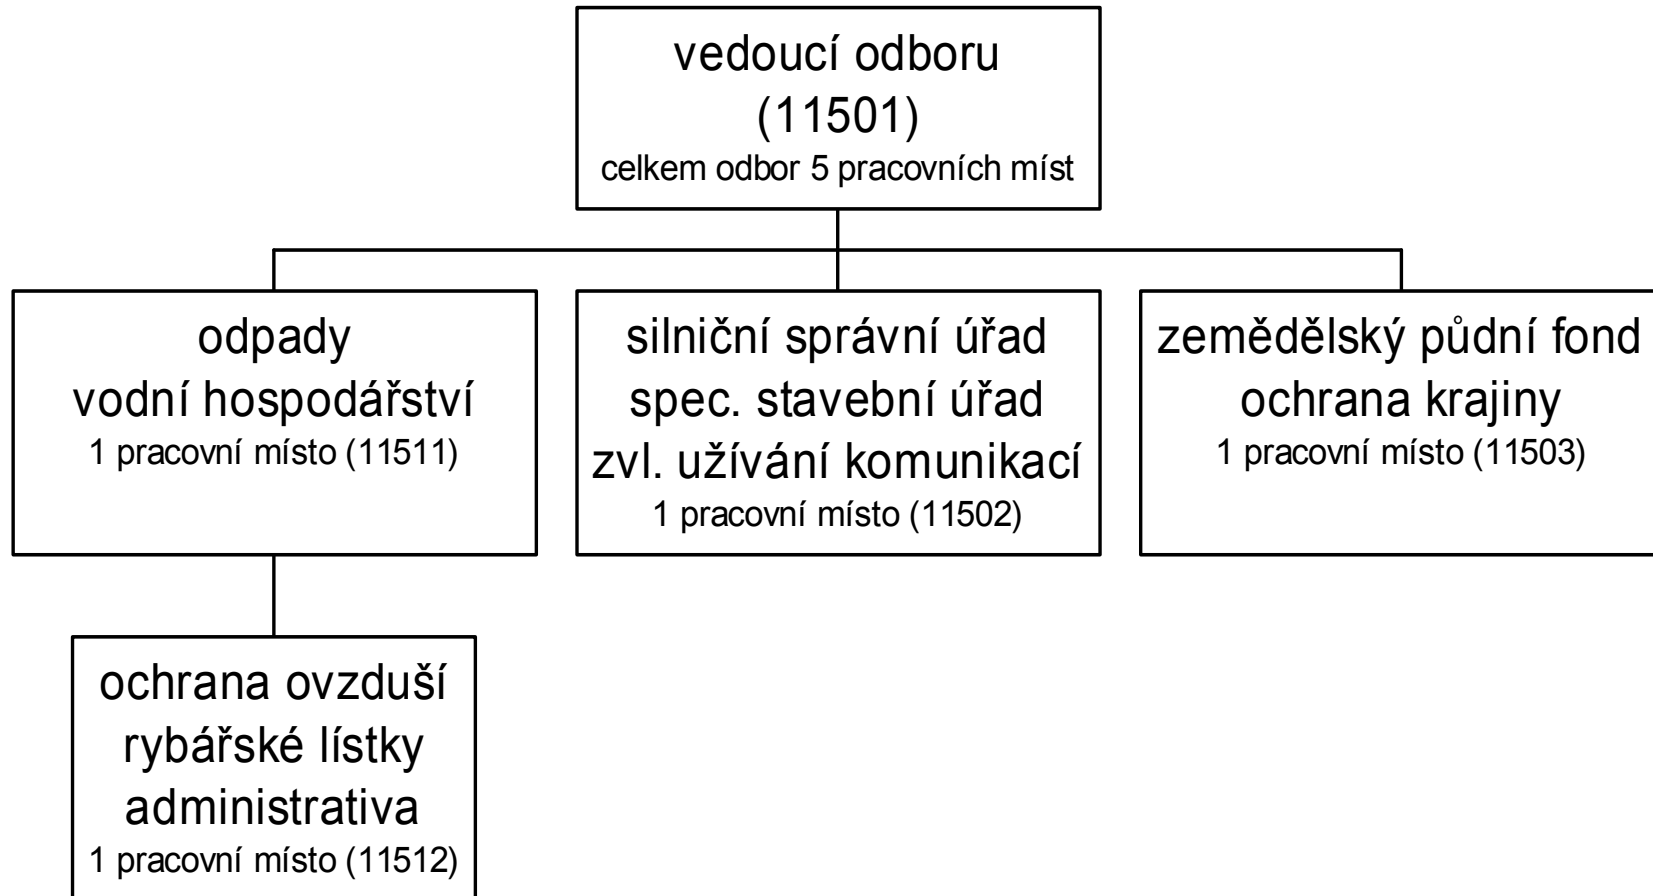 vedoucí odboru
(11501)
celkem odbor 5 pracovních míst
odpady
vodní hospodářství
1 pracovní místo (11511)
silniční správní úřad
spec. stavební úřad
zvl. užívání komunikací
1 pracovní místo (11502)
zemědělský půdní fond
ochrana krajiny
1 pracovní místo (11503)
ochrana ovzduší
rybářské lístky
administrativa
1 pracovní místo (11512)